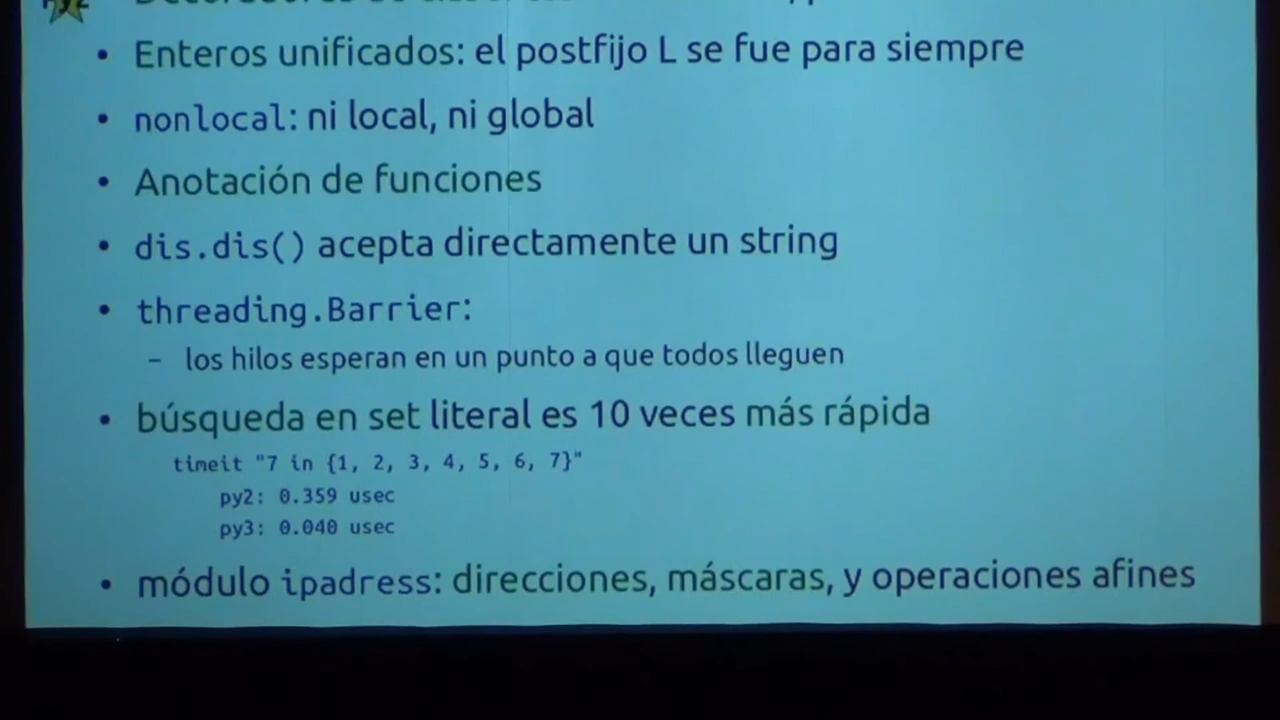 • Enteros unificados: el postfijo L se fue para siempre
• nonlocal: ni local, ni global
• Anotación de funciones
• dis.dis() acepta directamente un string
• threading.Barrier:
– los hilos esperan en un punto a que todos lleguen
• búsqueda en set literal es 10 veces más rápida
timeit "7 in {1, 2, 3, 4, 5, 6, 7}"
py2: 0.359 usec
py3: 0.040 usec
• módulo ipadress: direcciones, máscaras, y operaciones afines